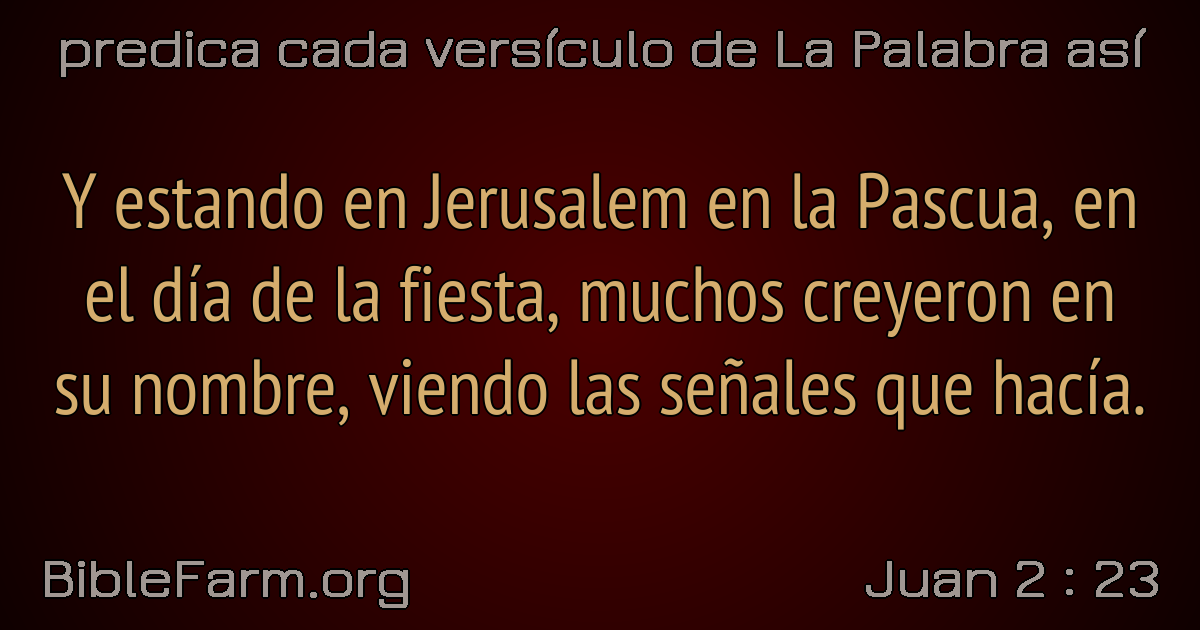 predica cada versículo de La Palabra así
Y estando en Jerusalem en la Pascua, en
el día de la fiesta, muchos creyeron en
su nombre, viendo las señales que hacía.
BibleFarm.org
Juan 2 : 23